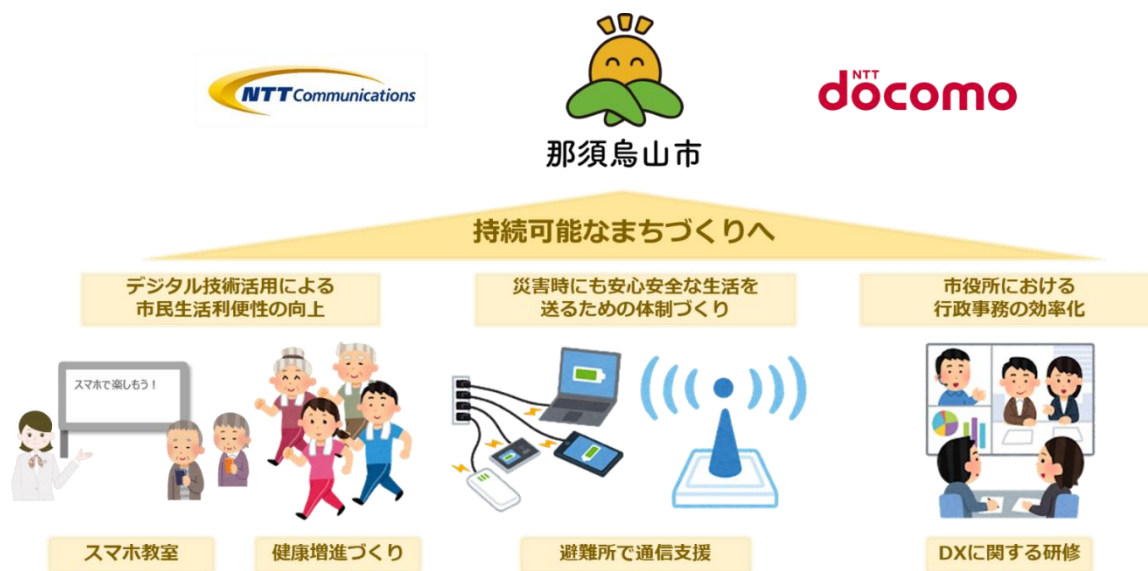 NTT Communications
那須烏山市
NTT
docomo
持続可能なまちづくりへ
デジタル技術活用による
市民生活利便性の向上
災害時にも安心安全な生活を
送るための体制づくり
市役所における
行政事務の効率化
スマホで楽しもう！
スマホ教室
健康増進づくり
避難所で通信支援
DXに関する研修